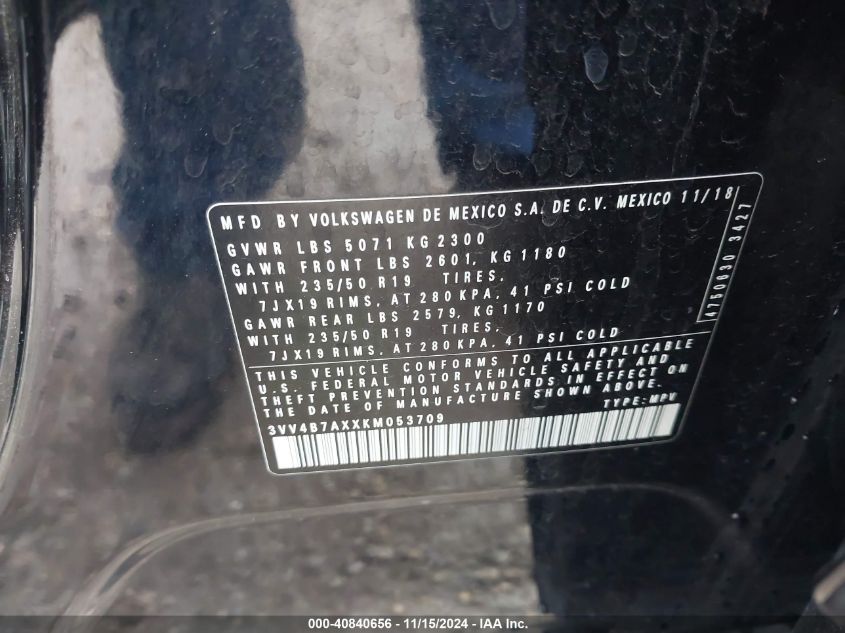 MFD BY VOLKSWAGEN DE MEXICO S.A. DE C.V. MEXICO 11/18
GVWR LBS 5071 KG 2300
GAWR FRONT LBS 2601, KG 1180
WITH 235/50 R19 TIRES,
7JX19 RIMS, AT 280 KPA, 41 PSI COLD
GAWR REAR LBS 2579, KG 1170
WITH 235/50 R19 TIRES,
7JX19 RIMS, AT 280 KPA, 41 PSI COLD
THIS VEHICLE CONFORMS TO ALL APPLICABLE
U.S. FEDERAL MOTOR VEHICLE SAFETY AND
THEFT PREVENTION STANDARDS IN EFFECT ON
THE DATE OF MANUFACTURE SHOWN ABOVE.
3VV4B7AXXKM053709 TYPE: MPV
4750630 3427
000-40840656 - 11/15/2024 - IAA Inc.